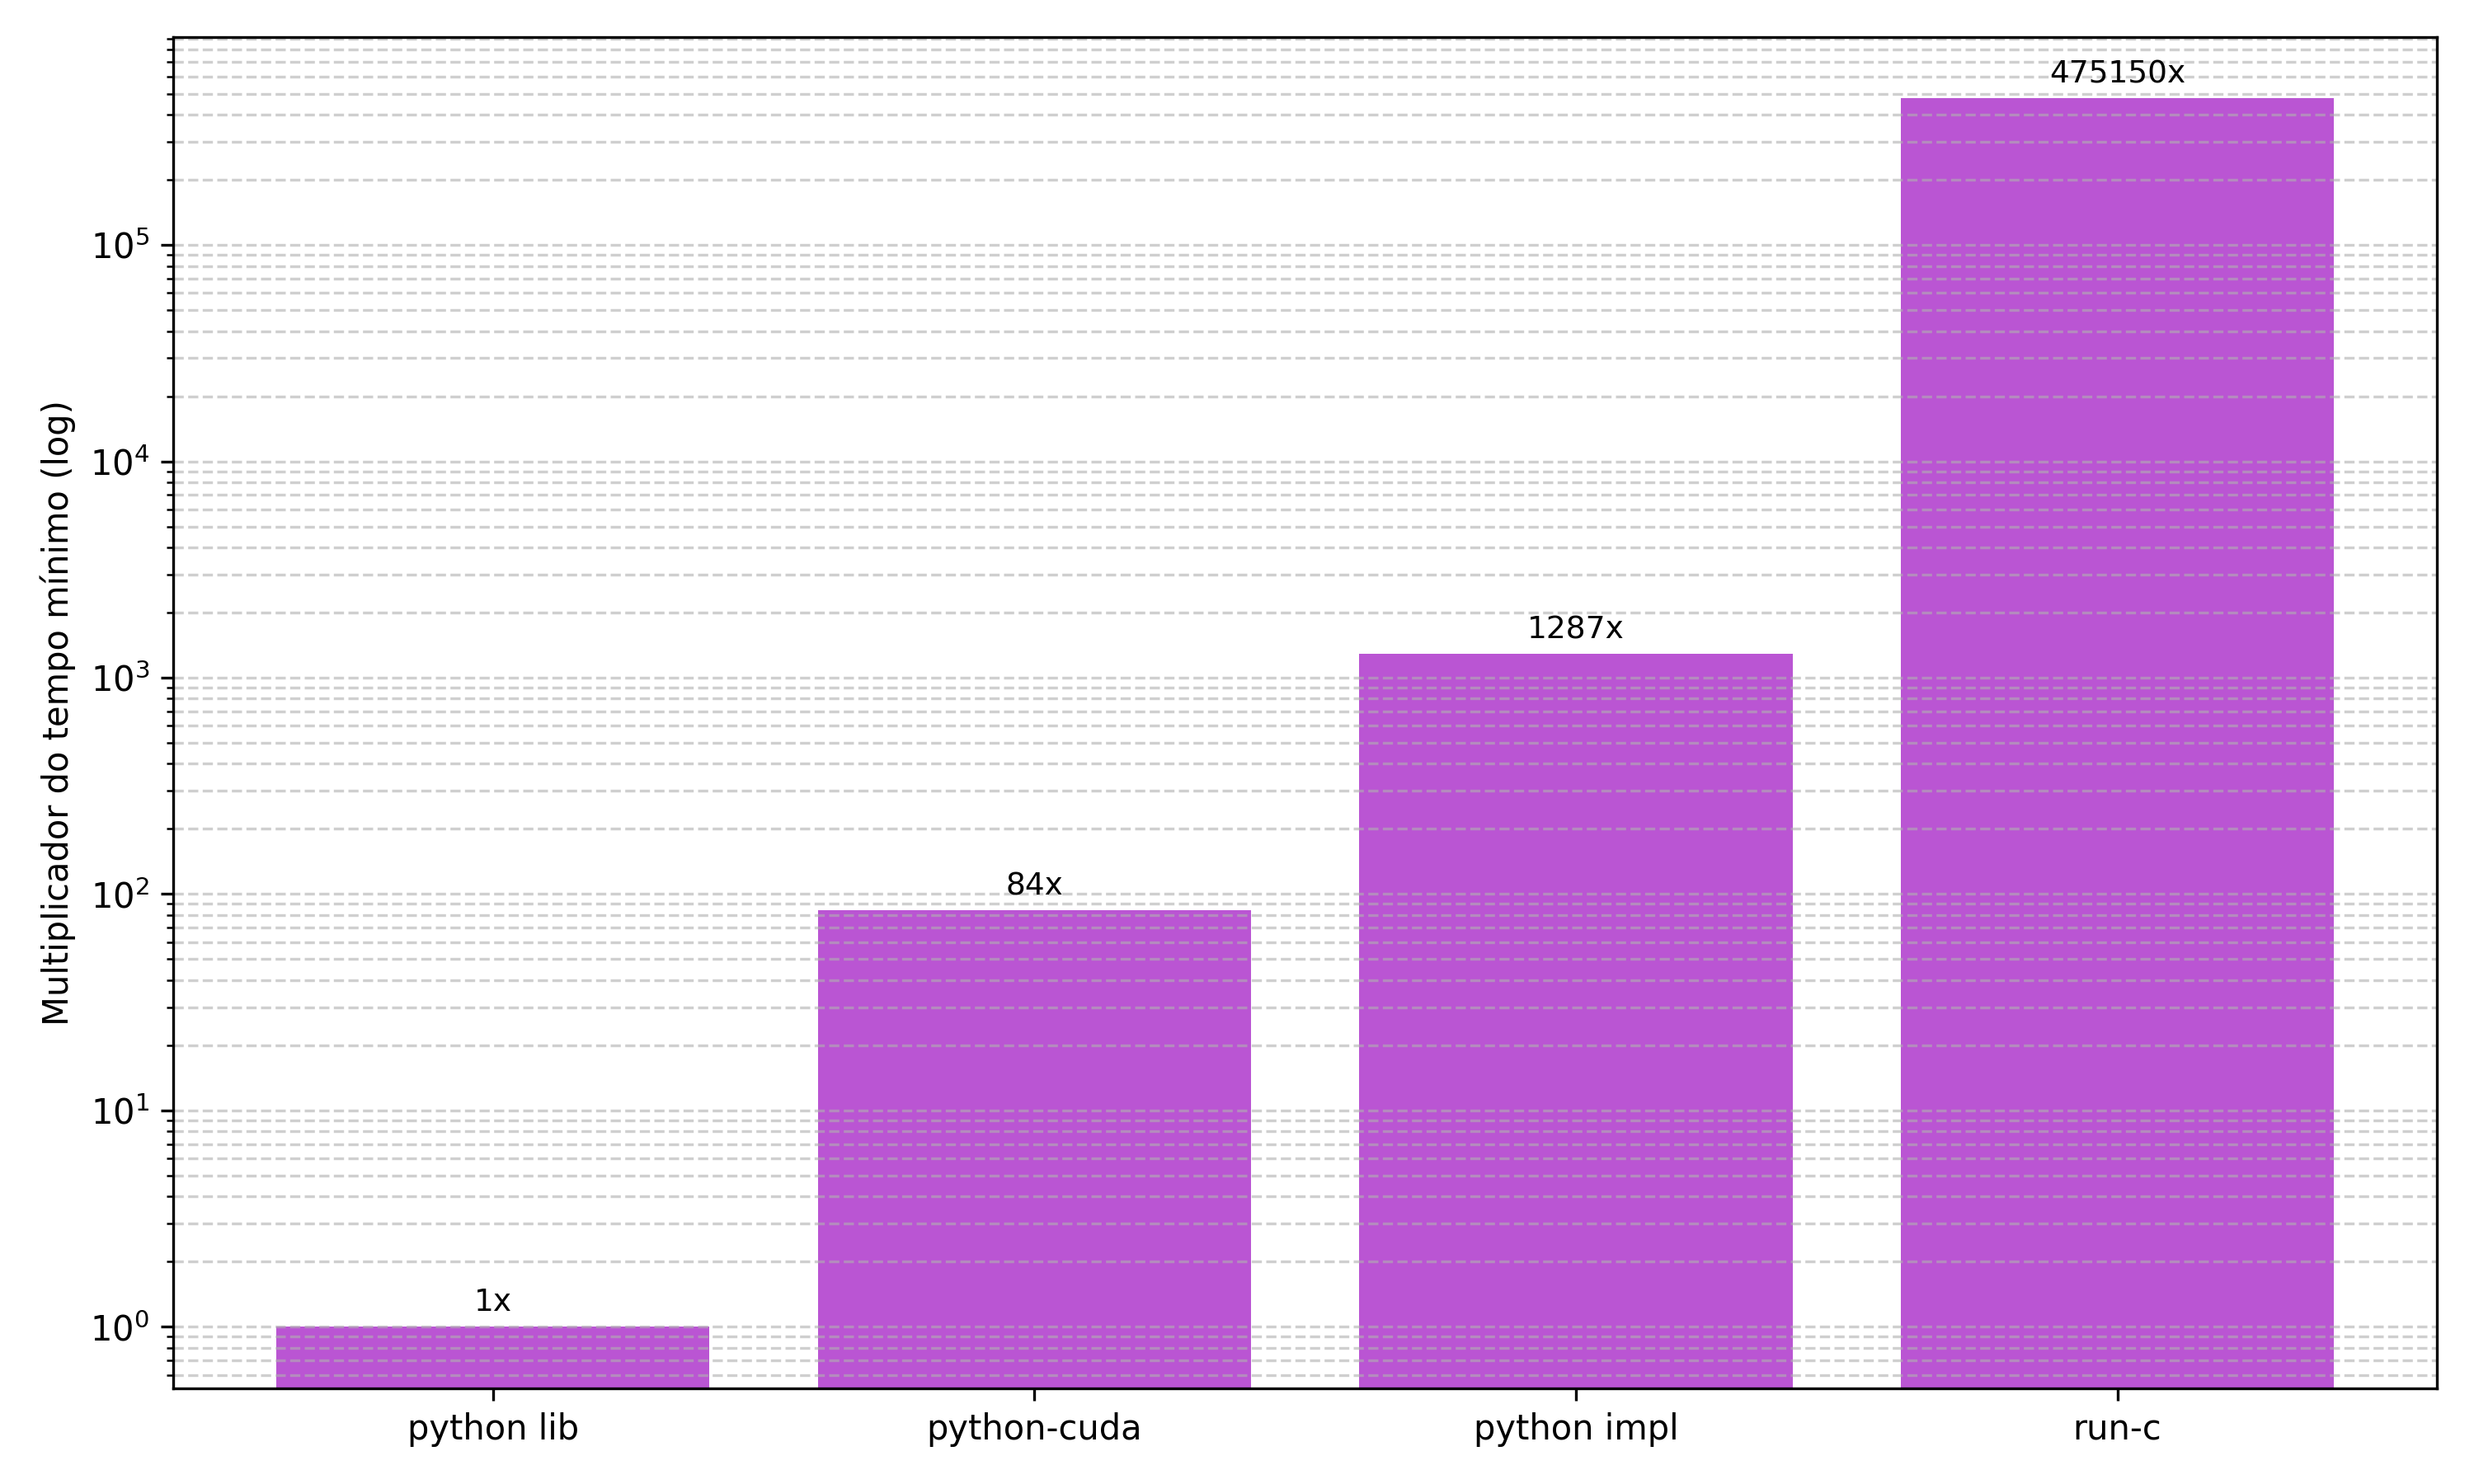 Multiplicador do tempo mínimo (log)
10⁵
10⁴
10³
10²
10¹
10⁰
1x
84x
1287x
475150x
python lib
python-cuda
python impl
run-c